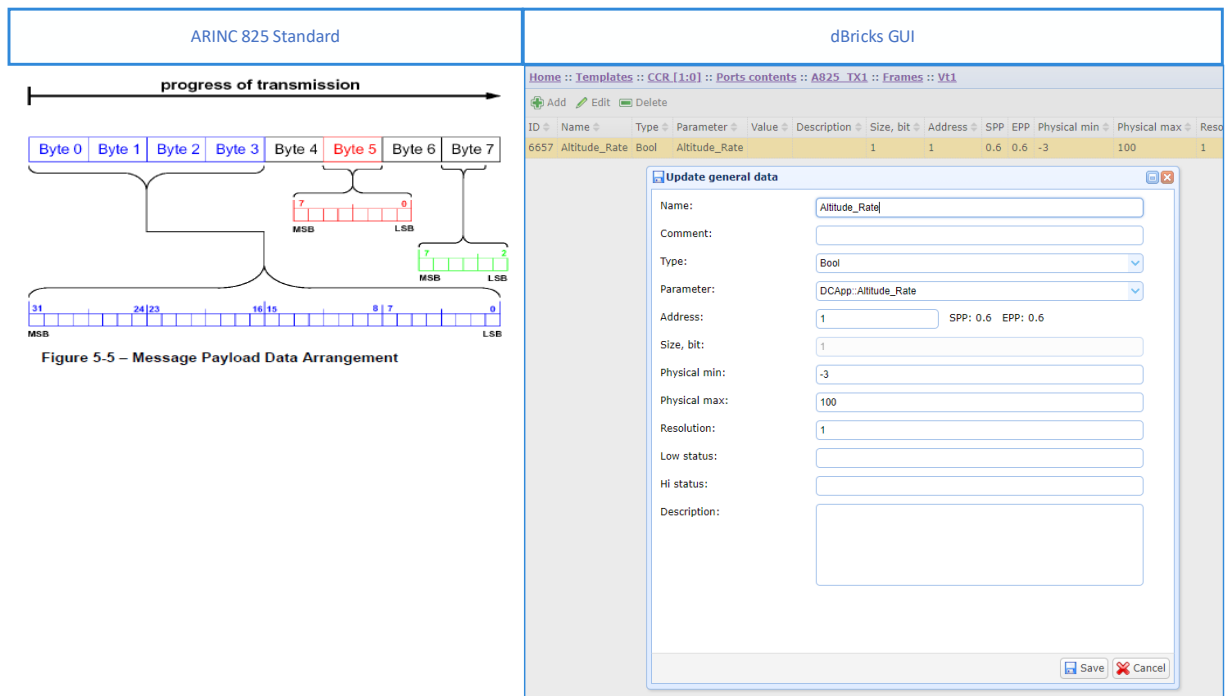 ARINC 825 Standard
dBricks GUI
progress of transmission
Byte 0 Byte 1 Byte 2 Byte 3 Byte 4 Byte 5 Byte 6 Byte 7
7 0
MSB LSB
7 2
MSB LSB
31 24 23 16 15 8 7 0
MSB LSB
Figure 5-5 – Message Payload Data Arrangement
Home :: Templates :: CCR [1:0] :: Ports contents :: A825_TX1 :: Frames :: Vt1
Add Edit Delete
ID Name Type Parameter Value Description Size, bit Address SPP EPP Physical min Physical max Reso
6657 Altitude_Rate Bool Altitude_Rate 1 1 0.6 0.6 -3 100 1
Update general data
Name: Altitude_Rate
Comment:
Type: Bool
Parameter: DCApp::Altitude_Rate
Address: 1 SPP: 0.6 EPP: 0.6
Size, bit: 1
Physical min: -3
Physical max: 100
Resolution: 1
Low status:
Hi status:
Description:
Save Cancel